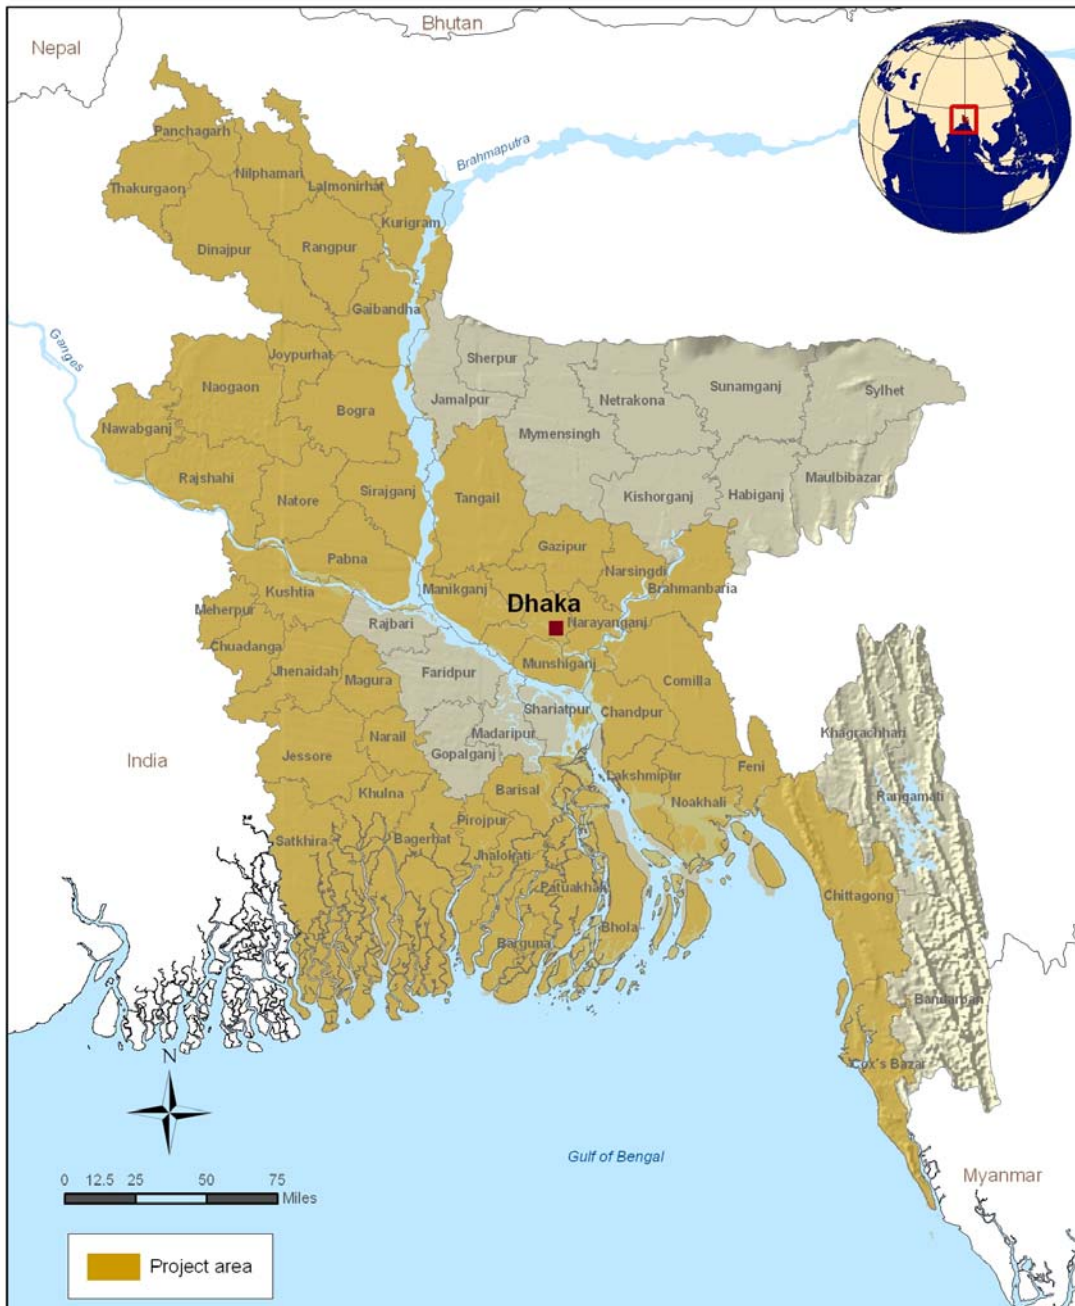 Bhutan
Nepal
Panchagarh
Brahmaputra
Nilphamari
Thakurgaon
Lalmonirhat
Kurigram
Dinajpur
Rangpur
Gaibandha
Ganges
Joypurhat
Sherpur
Naogaon
Sunamganj
Sylhet
Jamalpur
Netrakona
Bogra
Nawabganj
Mymensingh
Rajshahi
Maulbibazar
Sirajganj
Tangail
Kishorganj
Habiganj
Natore
Gazipur
Pabna
Narsingdi
Manikganj
Brahmanbaria
Kushtia
Dhaka
Meherpur
Rajbari
Narayanganj
Chuadanga
Munshiganj
Jhenaidah
Faridpur
Magura
Comilla
Shariatpur
Chandpur
Khagrachhari
Narail
Madaripur
Jessore
Gopalganj
India
Feni
Lakshmipur
Khulna
Barisal
Rangamati
Noakhali
Pirojpur
Satkhira
Bagerhat
Jhalokati
Patuakhali
Chittagong
Bhola
Barguna
Bandarban
N
Cox's Bazar
Gulf of Bengal
Myanmar
0 12.5 25 50 75
Miles
Project area